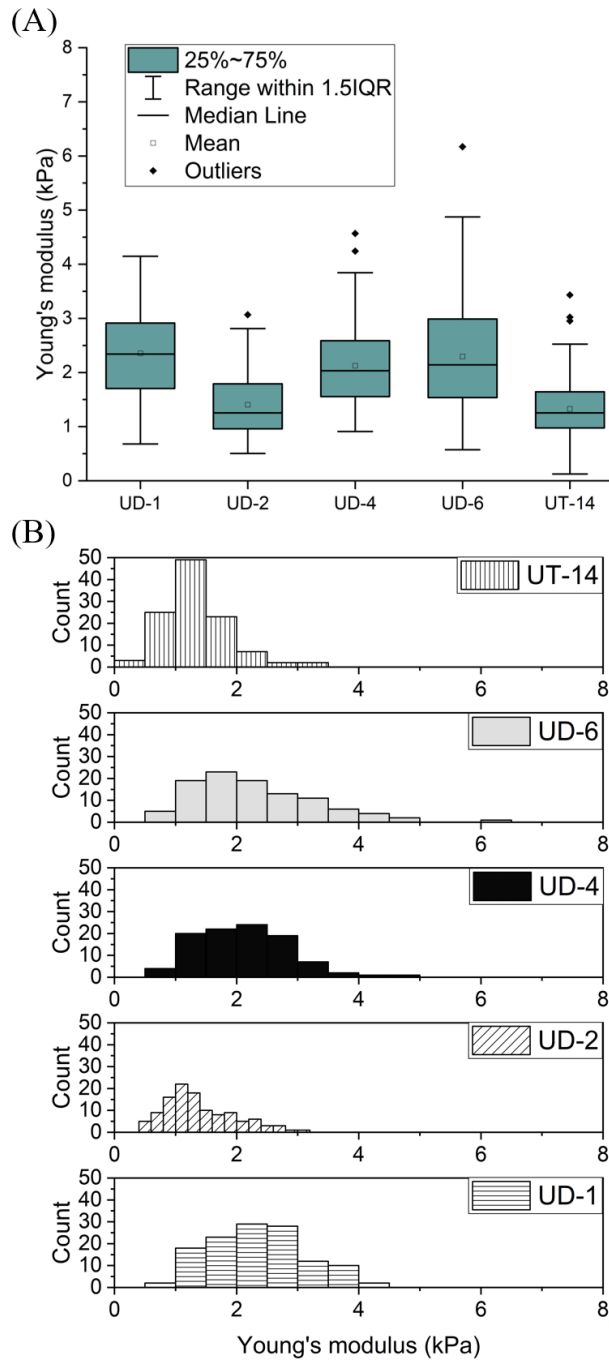 (A)
8
7
6
5
4
3
2
1
0
Young's modulus (kPa)
25%~75%
Range within 1.5IQR
Median Line
Mean
Outliers
UD-1 UD-2 UD-4 UD-6 UT-14
(B)
50
40
30
20
10
0
Count
UT-14
0 2 4 6 8
50
40
30
20
10
0
Count
UD-6
0 2 4 6 8
50
40
30
20
10
0
Count
UD-4
0 2 4 6 8
50
40
30
20
10
0
Count
UD-2
0 2 4 6 8
50
40
30
20
10
0
Count
UD-1
0 2 4 6 8
Young's modulus (kPa)